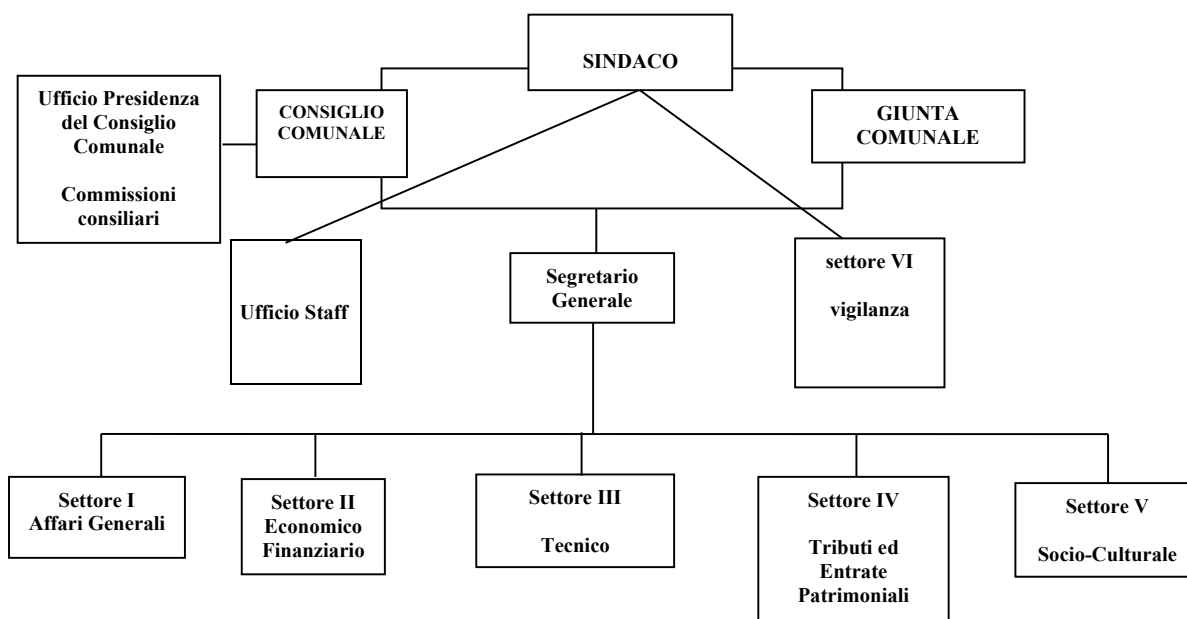 SINDACO
Ufficio Presidenza
del Consiglio
Comunale
Commissioni
consiliari
CONSIGLIO
COMUNALE
GIUNTA
COMUNALE
Ufficio Staff
Segretario
Generale
settore VI
vigilanza
Settore I
Affari Generali
Settore II
Economico
Finanziario
Settore III
Tecnico
Settore IV
Tributi ed
Entrate
Patrimoniali
Settore V
Socio-Culturale